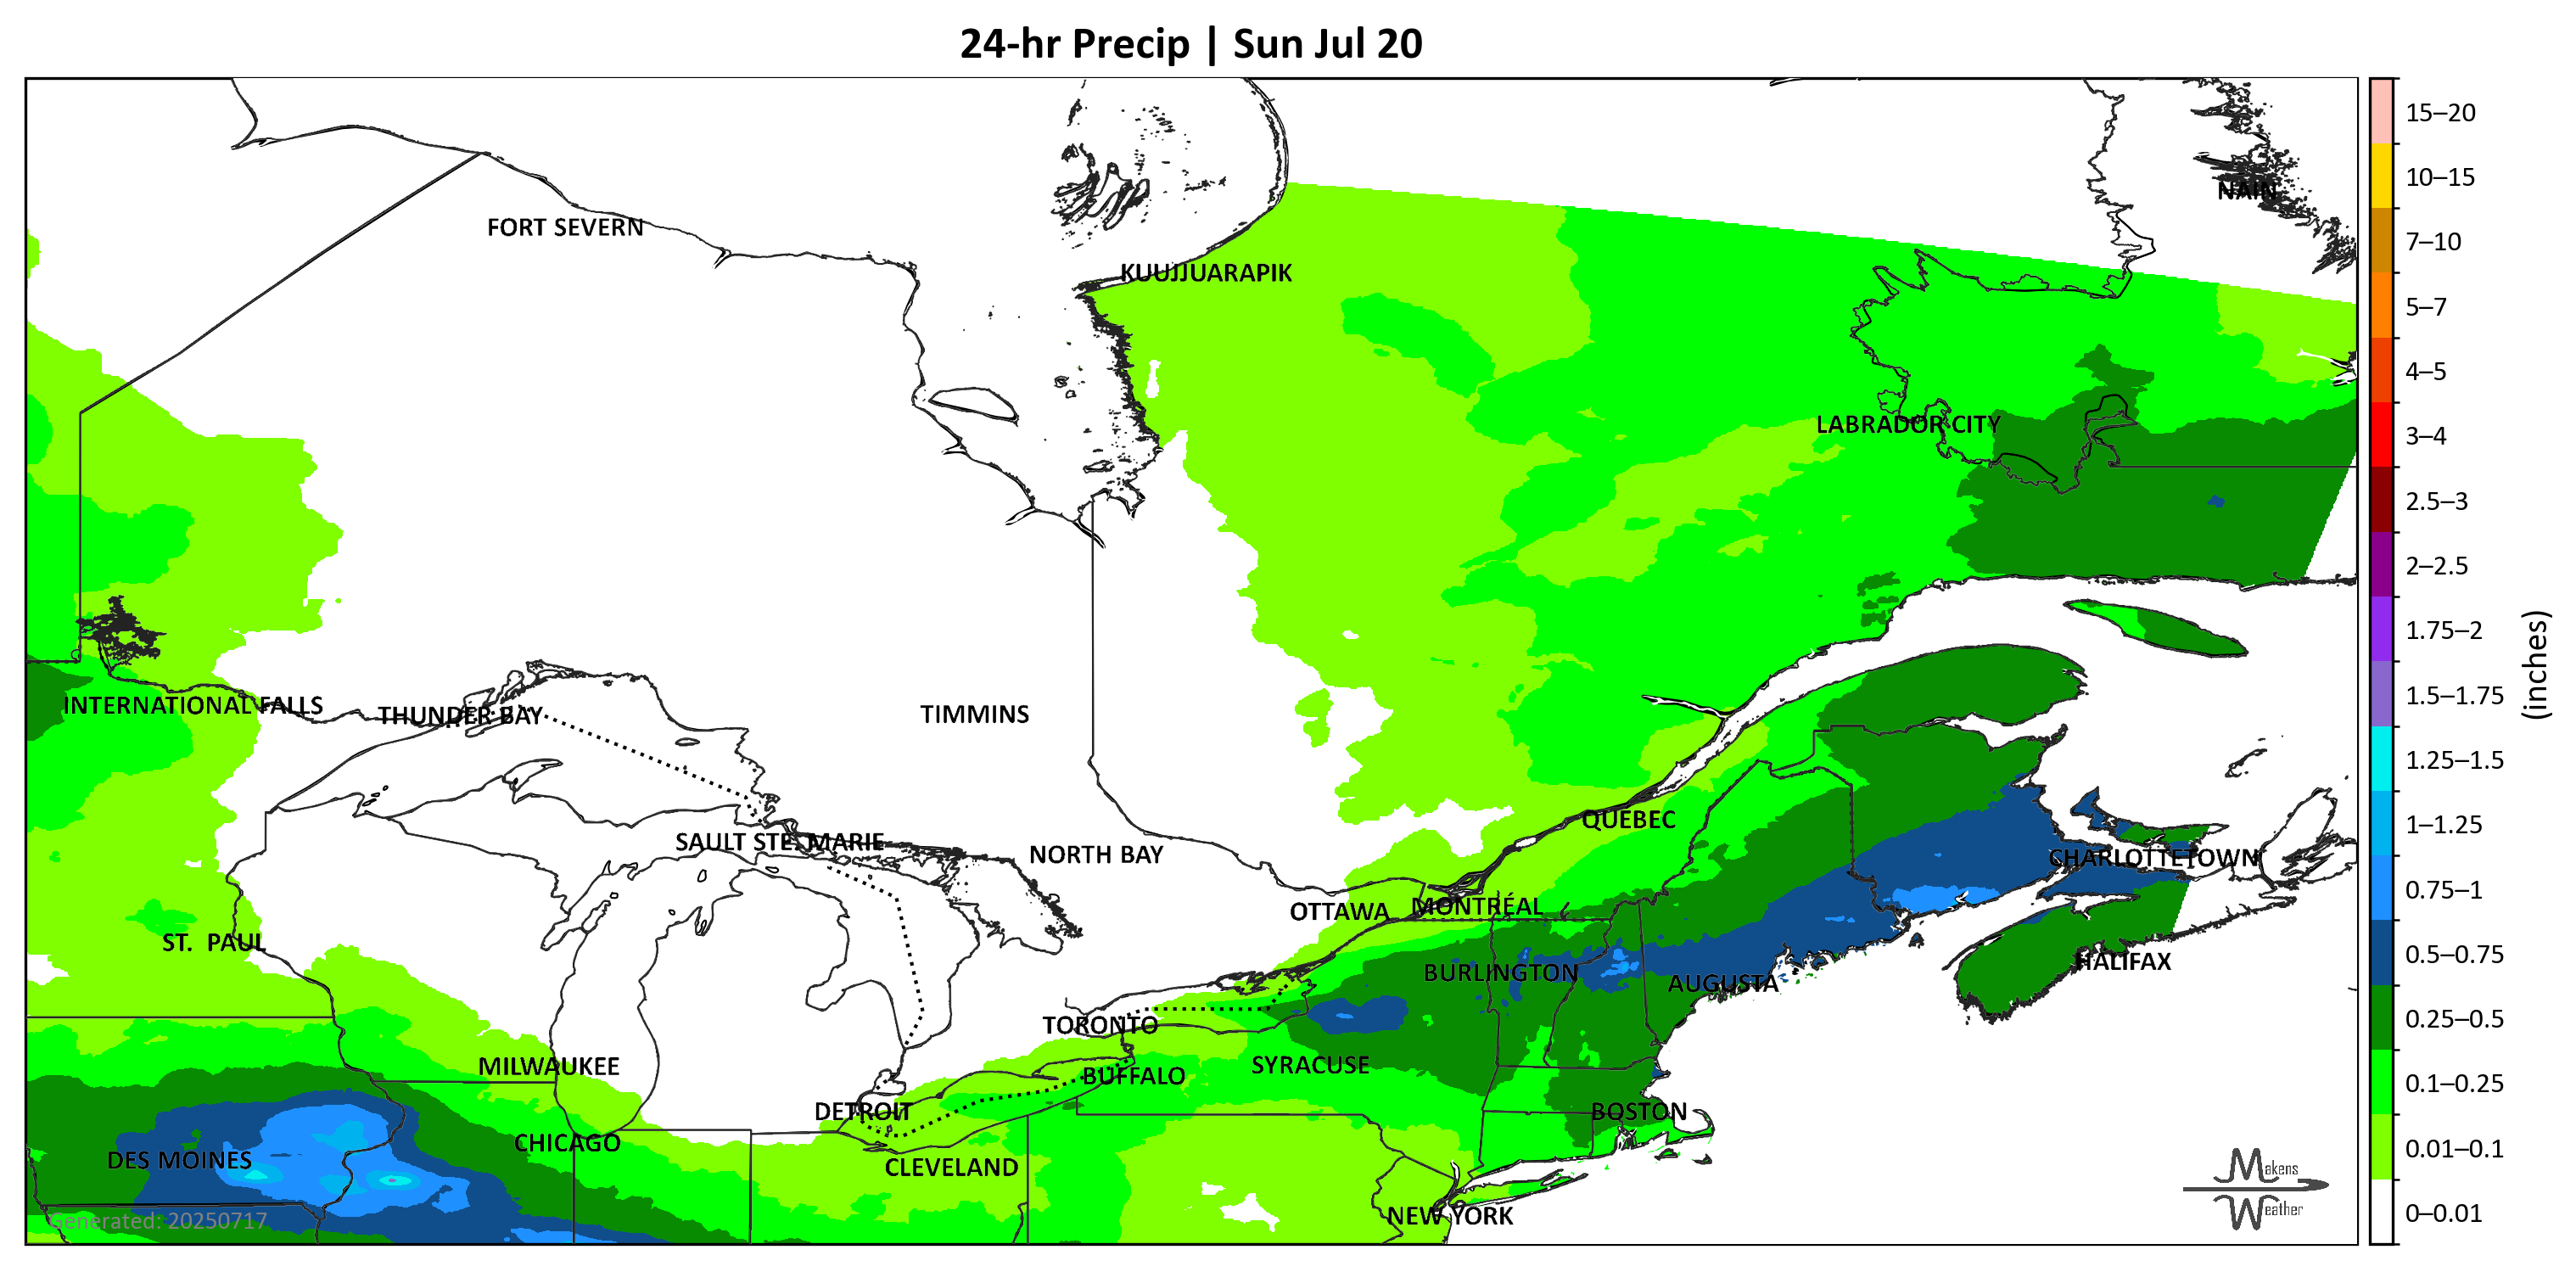 24-hr Precip | Sun Jul 20
15–20
10–15
7–10
5–7
4–5
3–4
2.5–3
2–2.5
1.75–2
1.5–1.75
1.25–1.5
1–1.25
0.75–1
0.5–0.75
0.25–0.5
0.1–0.25
0.01–0.1
0–0.01
(inches)
NAIN
FORT SEVERN
KUUJJUARAPIK
LABRADOR CITY
INTERNATIONAL FALLS
THUNDER BAY
TIMMINS
QUÉBEC
SAULT STE. MARIE
NORTH BAY
CHARLOTTETOWN
OTTAWA
MONTRÉAL
ST. PAUL
HALIFAX
BURLINGTON
AUGUSTA
TORONTO
MILWAUKEE
SYRACUSE
BUFFALO
DETROIT
BOSTON
CHICAGO
DES MOINES
CLEVELAND
NEW YORK
Generated: 20250717
Makens
Weather